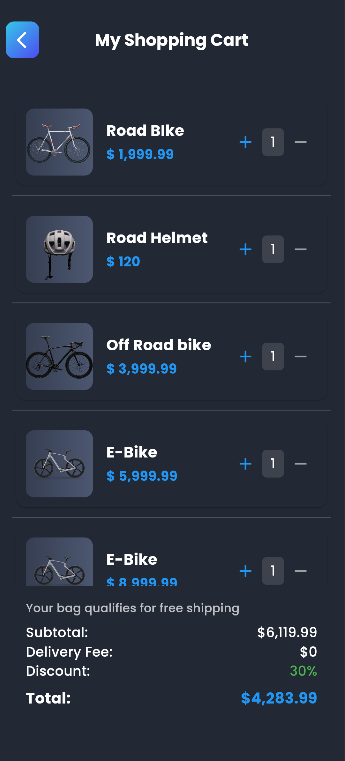 My Shopping Cart
Road BIke
$ 1,999.99
+ 1 −
Road Helmet
$ 120
+ 1 −
Off Road bike
$ 3,999.99
+ 1 −
E-Bike
$ 5,999.99
+ 1 −
E-Bike
$ 8,999.99
+ 1 −
Your bag qualifies for free shipping
Subtotal: $6,119.99
Delivery Fee: $0
Discount: 30%
Total: $4,283.99